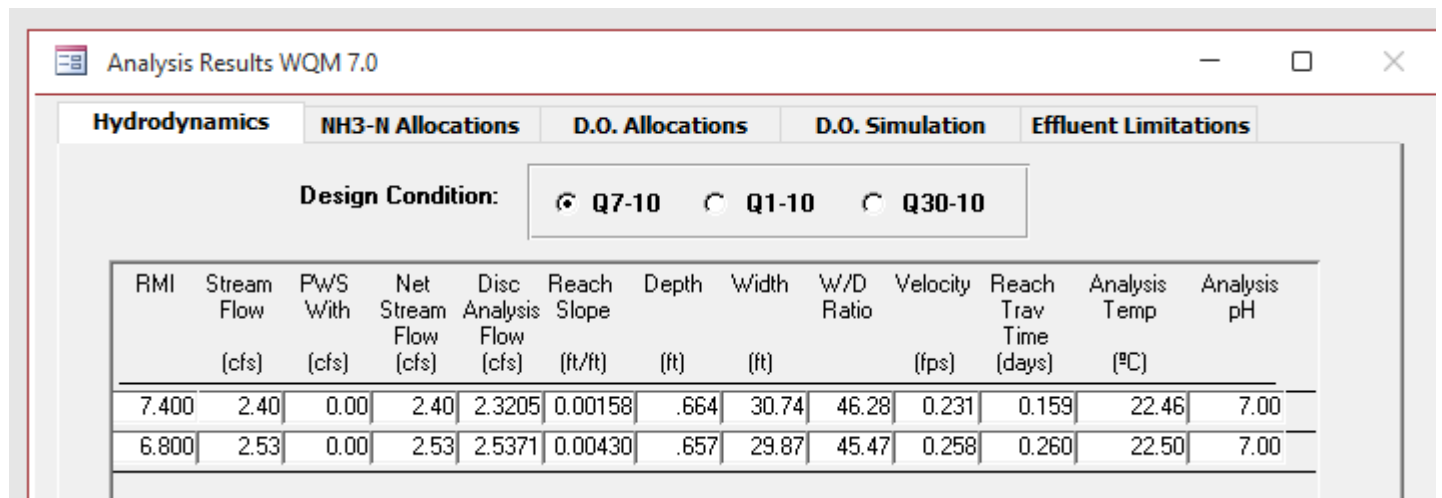 Analysis Results WQM 7.0
Hydrodynamics NH3-N Allocations D.O. Allocations D.O. Simulation Effluent Limitations
Design Condition: Q7-10 Q1-10 Q30-10
RMI Stream PWS Net Disc Reach Depth Width W/D Velocity Reach Analysis Analysis
Flow With Stream Analysis Slope Ratio Trav Temp pH
Flow Flow Time
(cfs) (cfs) (cfs) (cfs) (ft/ft) (ft) (ft) (fps) (days) (ºC)
7.400 2.40 0.00 2.40 2.3205 0.00158 .664 30.74 46.28 0.231 0.159 22.46 7.00
6.800 2.53 0.00 2.53 2.5371 0.00430 .657 29.87 45.47 0.258 0.260 22.50 7.00